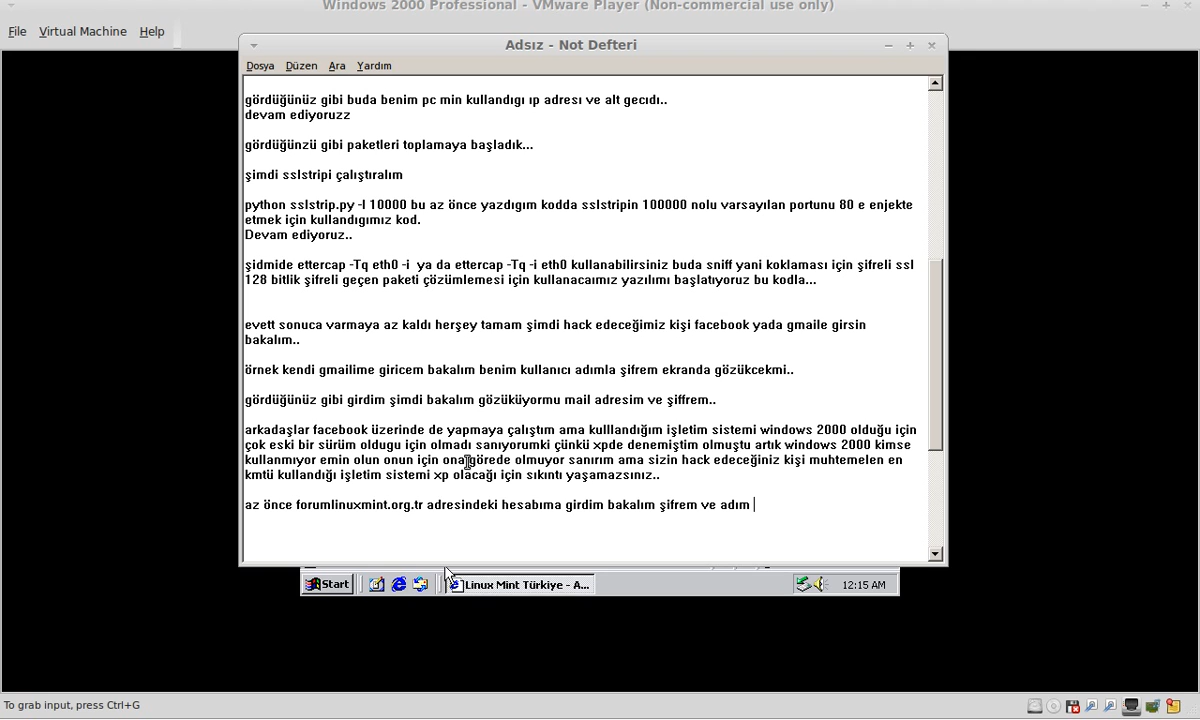 Windows 2000 Professional - VMware Player (Non-commercial use only)
File Virtual Machine Help
Adsız - Not Defteri
Dosya Düzen Ara Yardım
gördüğünüz gibi buda benim pc min kullandıgı ıp adresı ve alt gecıdı..
devam ediyoruzz
gördüğünzü gibi paketleri toplamaya başladık...
şimdi sslstripi çalıştıralım
python sslstrip.py -l 10000 bu az önce yazdıgım kodda sslstripin 100000 nolu varsayılan portunu 80 e enjekte
etmek için kullandıgımız kod.
Devam ediyoruz..
şidmide ettercap -Tq eth0 -i ya da ettercap -Tq -i eth0 kullanabilirsiniz buda sniff yani koklaması için şifreli ssl
128 bitlik şifreli geçen paketi çözümlemesi için kullanacaımız yazılımı başlatıyoruz bu kodla...
evett sonuca varmaya az kaldı herşey tamam şimdi hack edeceğimiz kişi facebook yada gmaile girsin
bakalım..
örnek kendi gmailime giricem bakalım benim kullanıcı adımla şifrem ekranda gözükcekmi..
gördüğünüz gibi girdim şimdi bakalım gözüküyormu mail adresim ve şiffrem..
arkadaşlar facebook üzerinde de yapmaya çalıştım ama kulllandığım işletim sistemi windows 2000 olduğu için
çok eski bir sürüm oldugu için olmadı sanıyorumki çünkü xpde denemiştim olmuştu artık windows 2000 kimse
kullanmıyor emin olun onun için ona görede olmuyor sanırım ama sizin hack edeceğiniz kişi muhtemelen en
kmtü kullandığı işletim sistemi xp olacağı için sıkıntı yaşamazsınız..
az önce forumlinuxmint.org.tr adresindeki hesabıma girdim bakalım şifrem ve adım
Start Linux Mint Türkiye - A... 12:15 AM
To grab input, press Ctrl+G